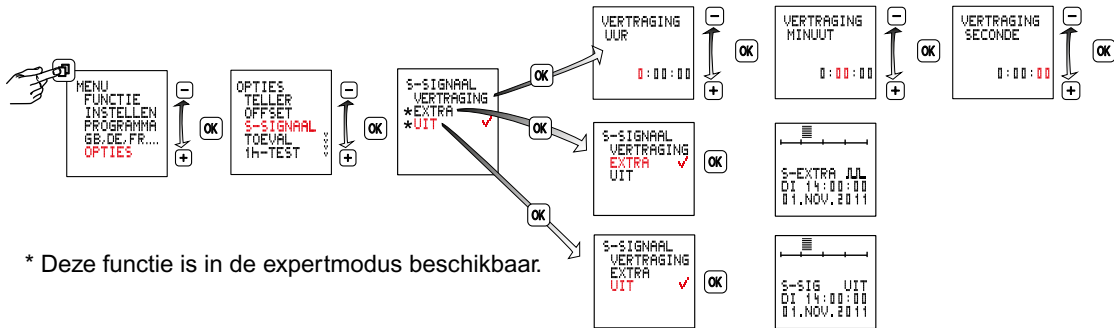 MENU
FUNCTIE
INSTELLEN
PROGRAMMA
GB,DE,FR....
OPTIES
OK
OPTIES
TELLER
OFFSET
S-SIGNAAL
TOEVAL
1h-TEST
OK
S-SIGNAAL
VERTRAGING
*EXTRA
*UIT
OK
OK
OK
VERTRAGING
UUR
0:00:00
OK
VERTRAGING
MINUUT
0:00:00
OK
VERTRAGING
SECONDE
0:00:00
OK
S-SIGNAAL
VERTRAGING
EXTRA
UIT
OK
S-EXTRA
DI 14:00:00
01.NOV.2011
S-SIGNAAL
VERTRAGING
EXTRA
UIT
OK
S-SIG UIT
DI 14:00:00
01.NOV.2011
* Deze functie is in de expertmodus beschikbaar.